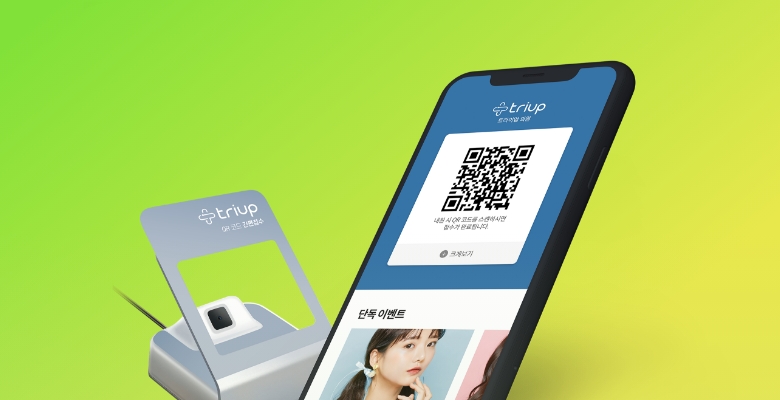 triup
트라이업 의원
내원 시 QR 코드를 스캔하시면
접수가 완료됩니다.
크게보기
triup
QR 코드 간편접수
단독 이벤트